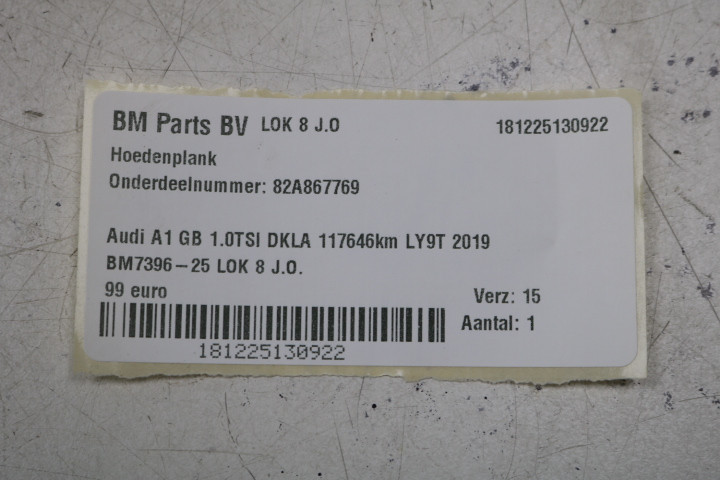 BM Parts BV LOK 8 J.O 181225130922
Hoedenplank
Onderdeelnummer: 82A867769
Audi A1 GB 1.0TSI DKLA 117646km LY9T 2019
BM7396-25 LOK 8 J.O.
99 euro Verz: 15
Aantal: 1
181225130922